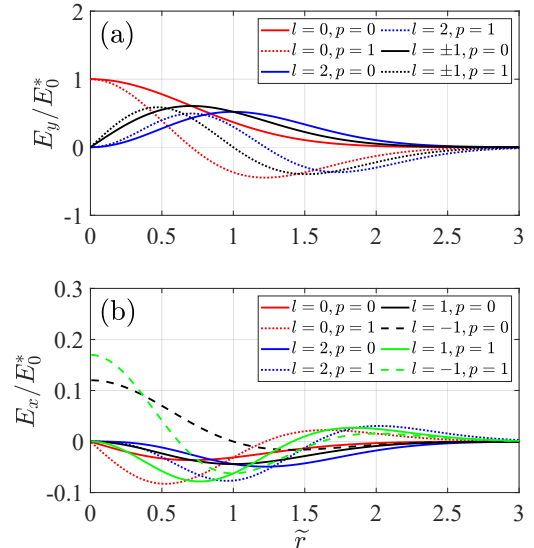 2
(a)
l = 0, p = 0
l = 0, p = 1
l = 2, p = 0
l = 2, p = 1
l = ±1, p = 0
l = ±1, p = 1
1
E_y/E_0^*
0
-1
0 0.5 1 1.5 2 2.5 3
0.3
(b)
l = 0, p = 0
l = 0, p = 1
l = 2, p = 0
l = 2, p = 1
l = 1, p = 0
l = −1, p = 0
l = 1, p = 1
l = −1, p = 1
0.2
E_x/E_0^*
0.1
0
-0.1
0 0.5 1 1.5 2 2.5 3
r̃